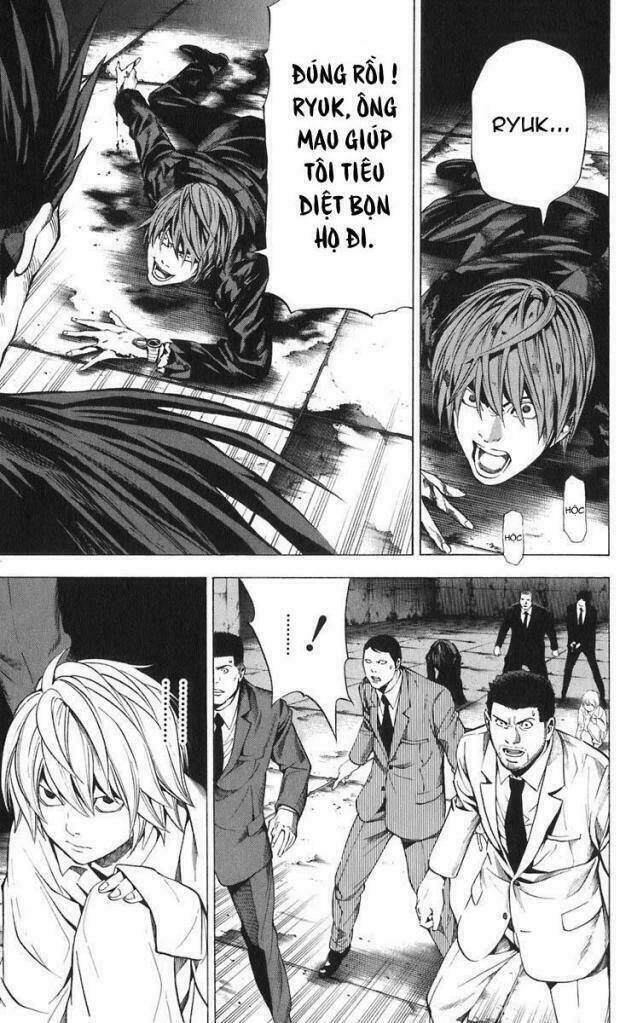 RYUK...
HỘC
HỘC
ĐÚNG RỒI !
RYUK, ÔNG
MAU GIÚP
TÔI TIÊU
DIỆT BỌN
HỌ ĐI.
......!
......